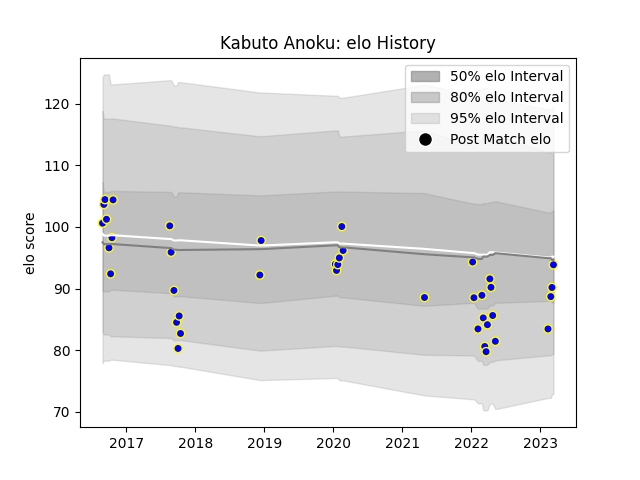 Kabuto Anoku: elo History
50% elo Interval
80% elo Interval
95% elo Interval
Post Match elo
elo score
120
110
100
90
80
70
2017 2018 2019 2020 2021 2022 2023